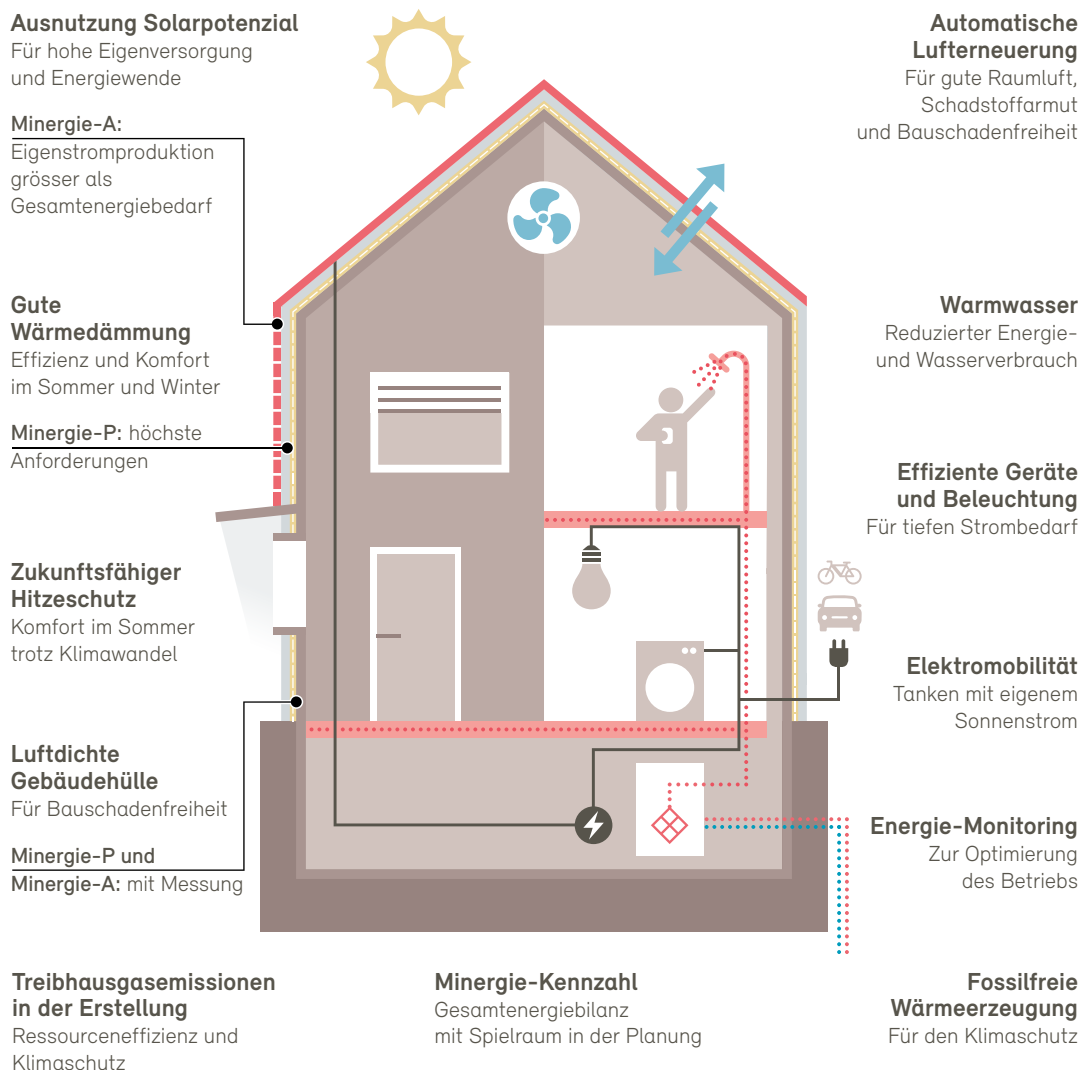 Ausnutzung Solarpotenzial
Für hohe Eigenversorgung
und Energiewende
Minergie-A:
Eigenstromproduktion
grösser als
Gesamtenergiebedarf
Gute
Wärmedämmung
Effizienz und Komfort
im Sommer und Winter
Minergie-P: höchste
Anforderungen
Zukunftsfähiger
Hitzeschutz
Komfort im Sommer
trotz Klimawandel
Luftdichte
Gebäudehülle
Für Bauschadenfreiheit
Minergie-P und
Minergie-A: mit Messung
Treibhausgasemissionen
in der Erstellung
Ressourceneffizienz und
Klimaschutz
Minergie-Kennzahl
Gesamtenergiebilanz
mit Spielraum in der Planung
Automatische
Lufterneuerung
Für gute Raumluft,
Schadstoffarmut
und Bauschadenfreiheit
Warmwasser
Reduzierter Energie-
und Wasserverbrauch
Effiziente Geräte
und Beleuchtung
Für tiefen Strombedarf
Elektromobilität
Tanken mit eigenem
Sonnenstrom
Energie-Monitoring
Zur Optimierung
des Betriebs
Fossilfreie
Wärmeerzeugung
Für den Klimaschutz